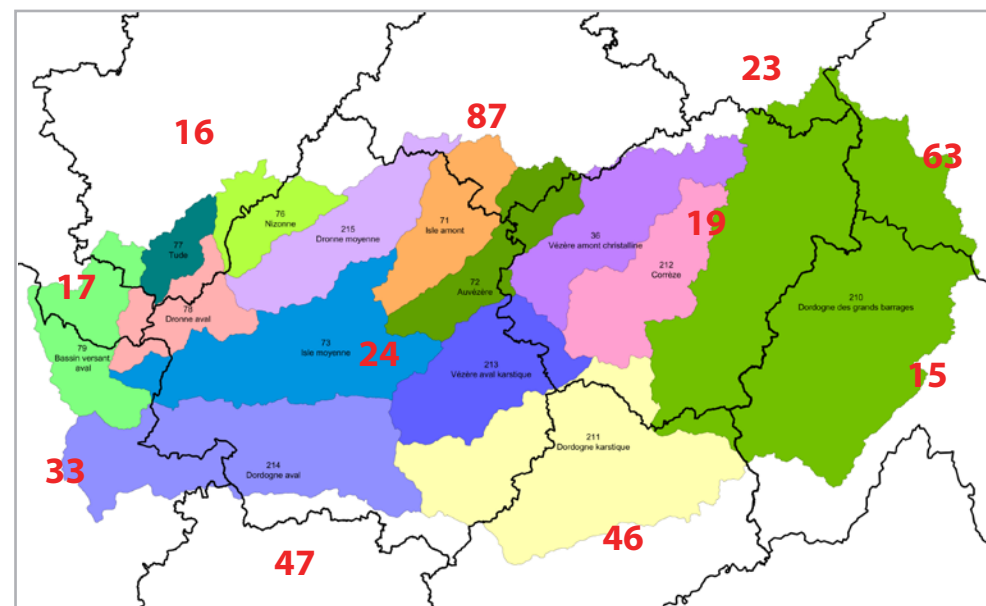 23
87
16
63
76
Nizonne
71
Isle amont
215
Dronne moyenne
19
36
Vézère amont christalline
77
Tude
212
Corrèze
17
72
Auvézère
210
Dordogne des grands barrages
78
Dronne aval
79
Bassin versant
aval
73
Isle moyenne
24
213
Vézère aval karstique
15
211
Dordogne karstique
33
214
Dordogne aval
46
47